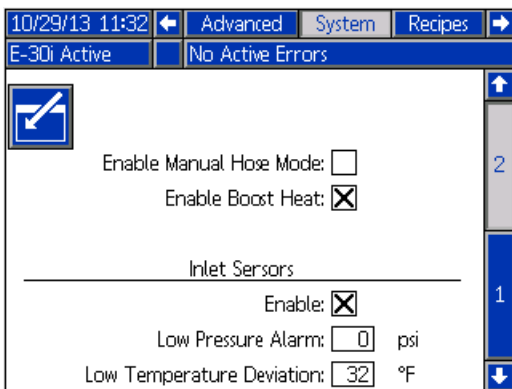 10/29/13 11:32 Advanced System Recipes
E-30i Active No Active Errors
Enable Manual Hose Mode:
2
Enable Boost Heat:
Inlet Sersors
Enable:
1
Low Pressure Alarm: 0 psi
Low Temperature Deviation: 32 °F